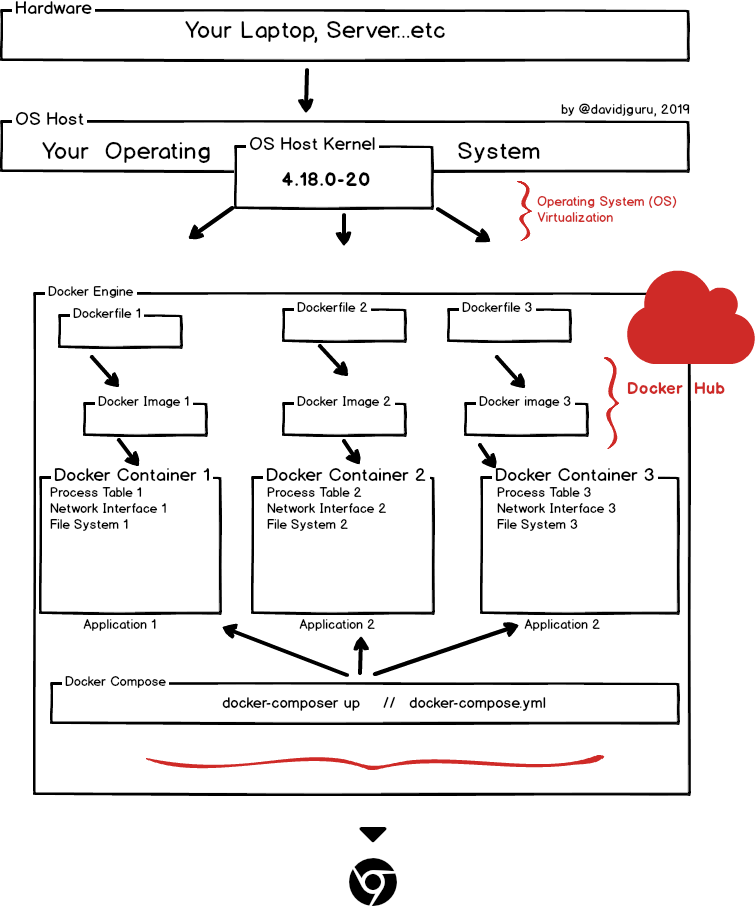 Hardware
Your Laptop, Server...etc
by @davidjguru, 2019
OS Host
Your Operating System
OS Host Kernel
4.18.0-20
Operating System (OS)
Virtualization
Docker Engine
Dockerfile 1
Dockerfile 2
Dockerfile 3
Docker Hub
Docker Image 1
Docker Image 2
Docker image 3
Docker Container 1
Process Table 1
Network Interface 1
File System 1
Docker Container 2
Process Table 2
Network Interface 2
File System 2
Docker Container 3
Process Table 3
Network Interface 3
File System 3
Application 1
Application 2
Application 2
Docker Compose
docker-composer up // docker-compose.yml